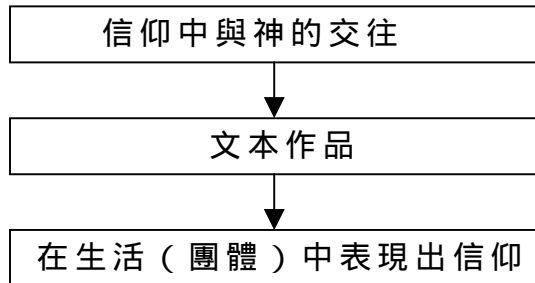 信仰中與神的交往
文本作品
在生活（團體）中表現出信仰